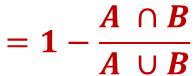 = 1 − A ∩ B / A ∪ B